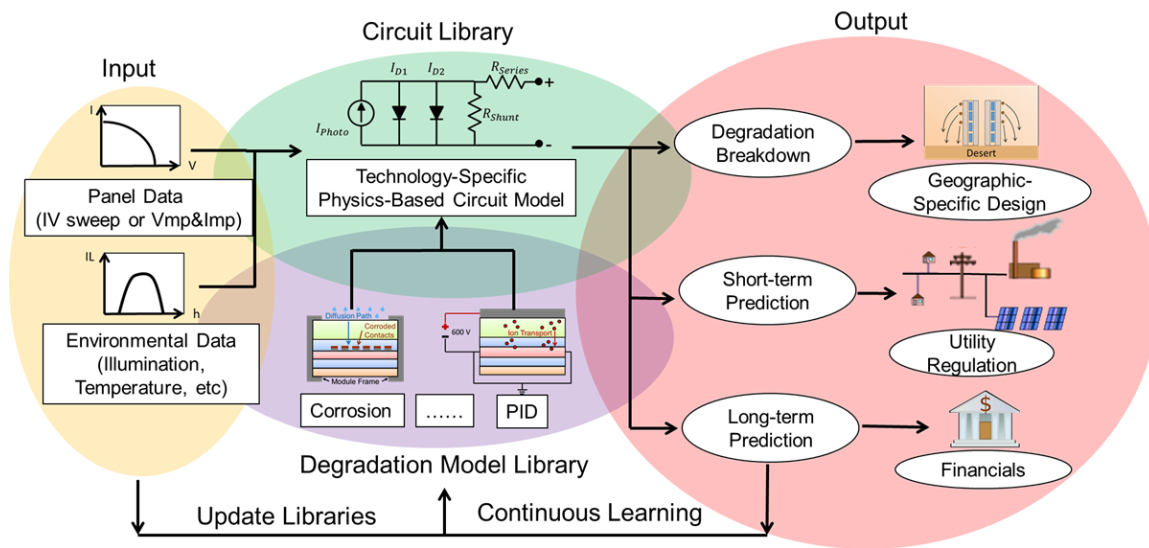 Input
I
V
Panel Data
(IV sweep or Vmp&Imp)
IL
h
Environmental Data
(Illumination,
Temperature, etc)
Circuit Library
I_D1
I_D2
R_Series
+
I_Photo
R_Shunt
-
Technology-Specific
Physics-Based Circuit Model
Diffusion Path
Corroded
Contacts
Module Frame
600 V
Ion Transport
Corrosion
......
PID
Degradation Model Library
Output
Degradation
Breakdown
Desert
Geographic-
Specific Design
Short-term
Prediction
Utility
Regulation
Long-term
Prediction
$
Financials
Update Libraries
Continuous Learning